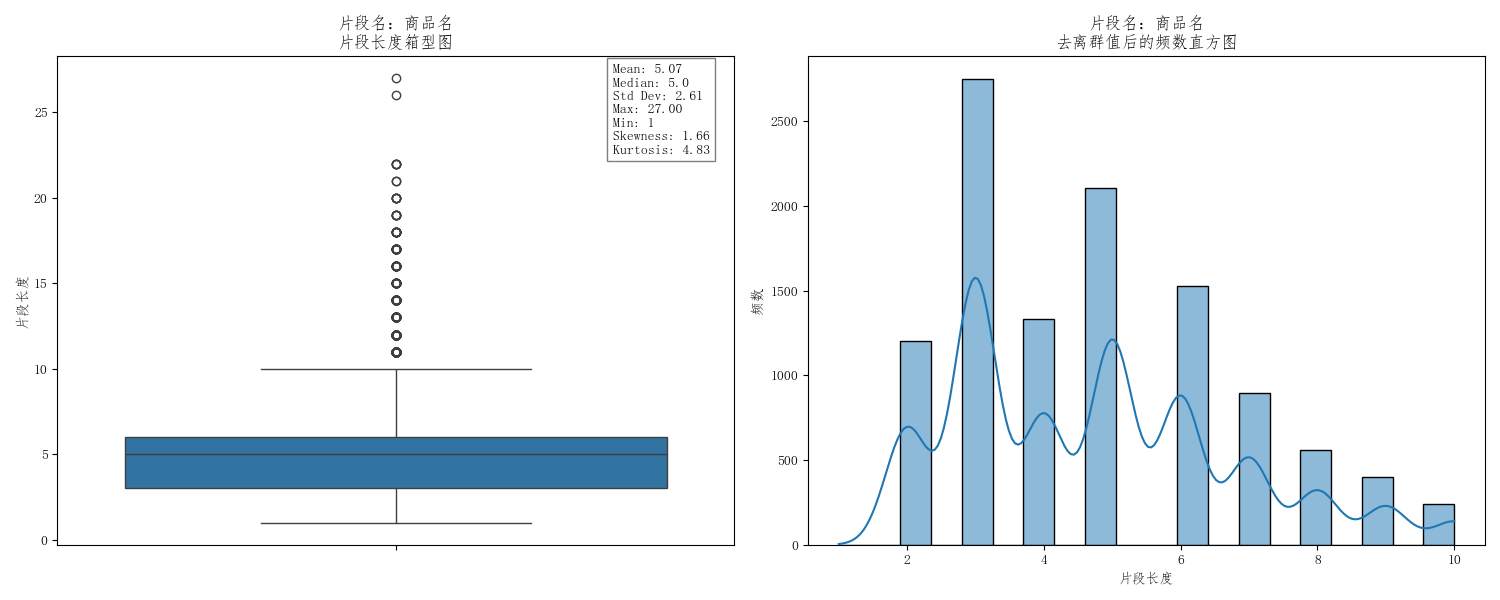 片段名：商品名
片段长度箱型图
Mean: 5.07
Median: 5.0
Std Dev: 2.61
Max: 27.00
Min: 1
Skewness: 1.66
Kurtosis: 4.83
片段长度
25
20
15
10
5
0
片段名：商品名
去离群值后的频数直方图
频数
2500
2000
1500
1000
500
0
2
4
6
8
10
片段长度